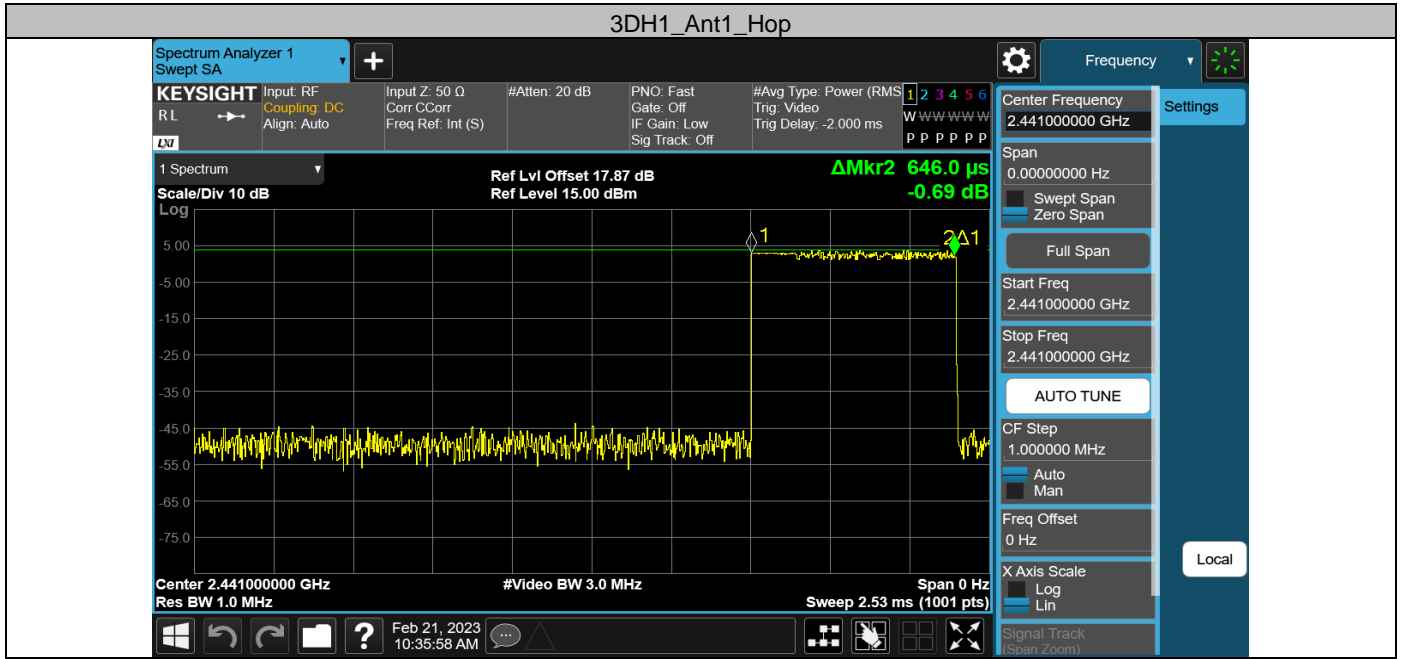 3DH1_Ant1_Hop
Spectrum Analyzer 1
Swept SA
Frequency
KEYSIGHT
RL
LXI
Input: RF
Coupling: DC
Align: Auto
Input Z: 50 Ω
Corr CCorr
Freq Ref: Int (S)
#Atten: 20 dB
PNO: Fast
Gate: Off
IF Gain: Low
Sig Track: Off
#Avg Type: Power (RMS
Trig: Video
Trig Delay: -2.000 ms
1 2 3 4 5 6
W W W W W W
P P P P P P
Center Frequency
2.441000000 GHz
Settings
1 Spectrum
Scale/Div 10 dB
Ref Lvl Offset 17.87 dB
Ref Level 15.00 dBm
ΔMkr2 646.0 µs
-0.69 dB
Span
0.00000000 Hz
Swept Span
Zero Span
Full Span
Start Freq
2.441000000 GHz
Stop Freq
2.441000000 GHz
AUTO TUNE
CF Step
1.000000 MHz
Auto
Man
Freq Offset
0 Hz
X Axis Scale
Log
Lin
Signal Track
(Span Zoom)
Local
Log
1
2Δ1
5.00
-5.00
-15.0
-25.0
-35.0
-45.0
-55.0
-65.0
-75.0
Center 2.441000000 GHz
Res BW 1.0 MHz
#Video BW 3.0 MHz
Span 0 Hz
Sweep 2.53 ms (1001 pts)
?
Feb 21, 2023
10:35:58 AM